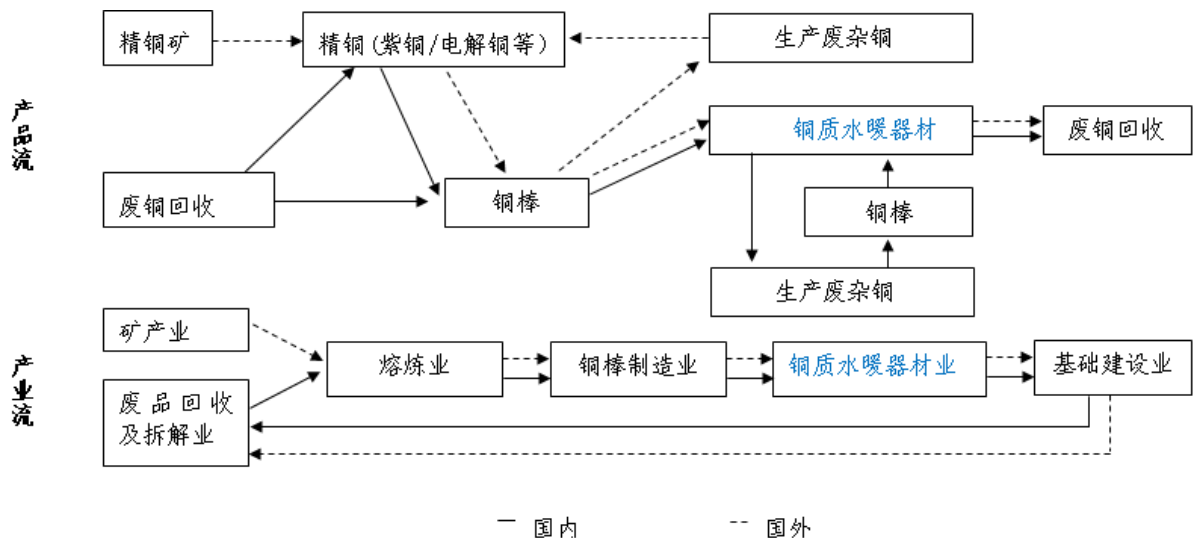 产品流
精铜矿
精铜(紫铜/电解铜等)
生产废杂铜
铜质水暖器材
废铜回收
废铜回收
铜棒
铜棒
生产废杂铜
产业流
矿产业
熔炼业
铜棒制造业
铜质水暖器材业
基础建设业
废品回收
及拆解业
— 国内
-- 国外